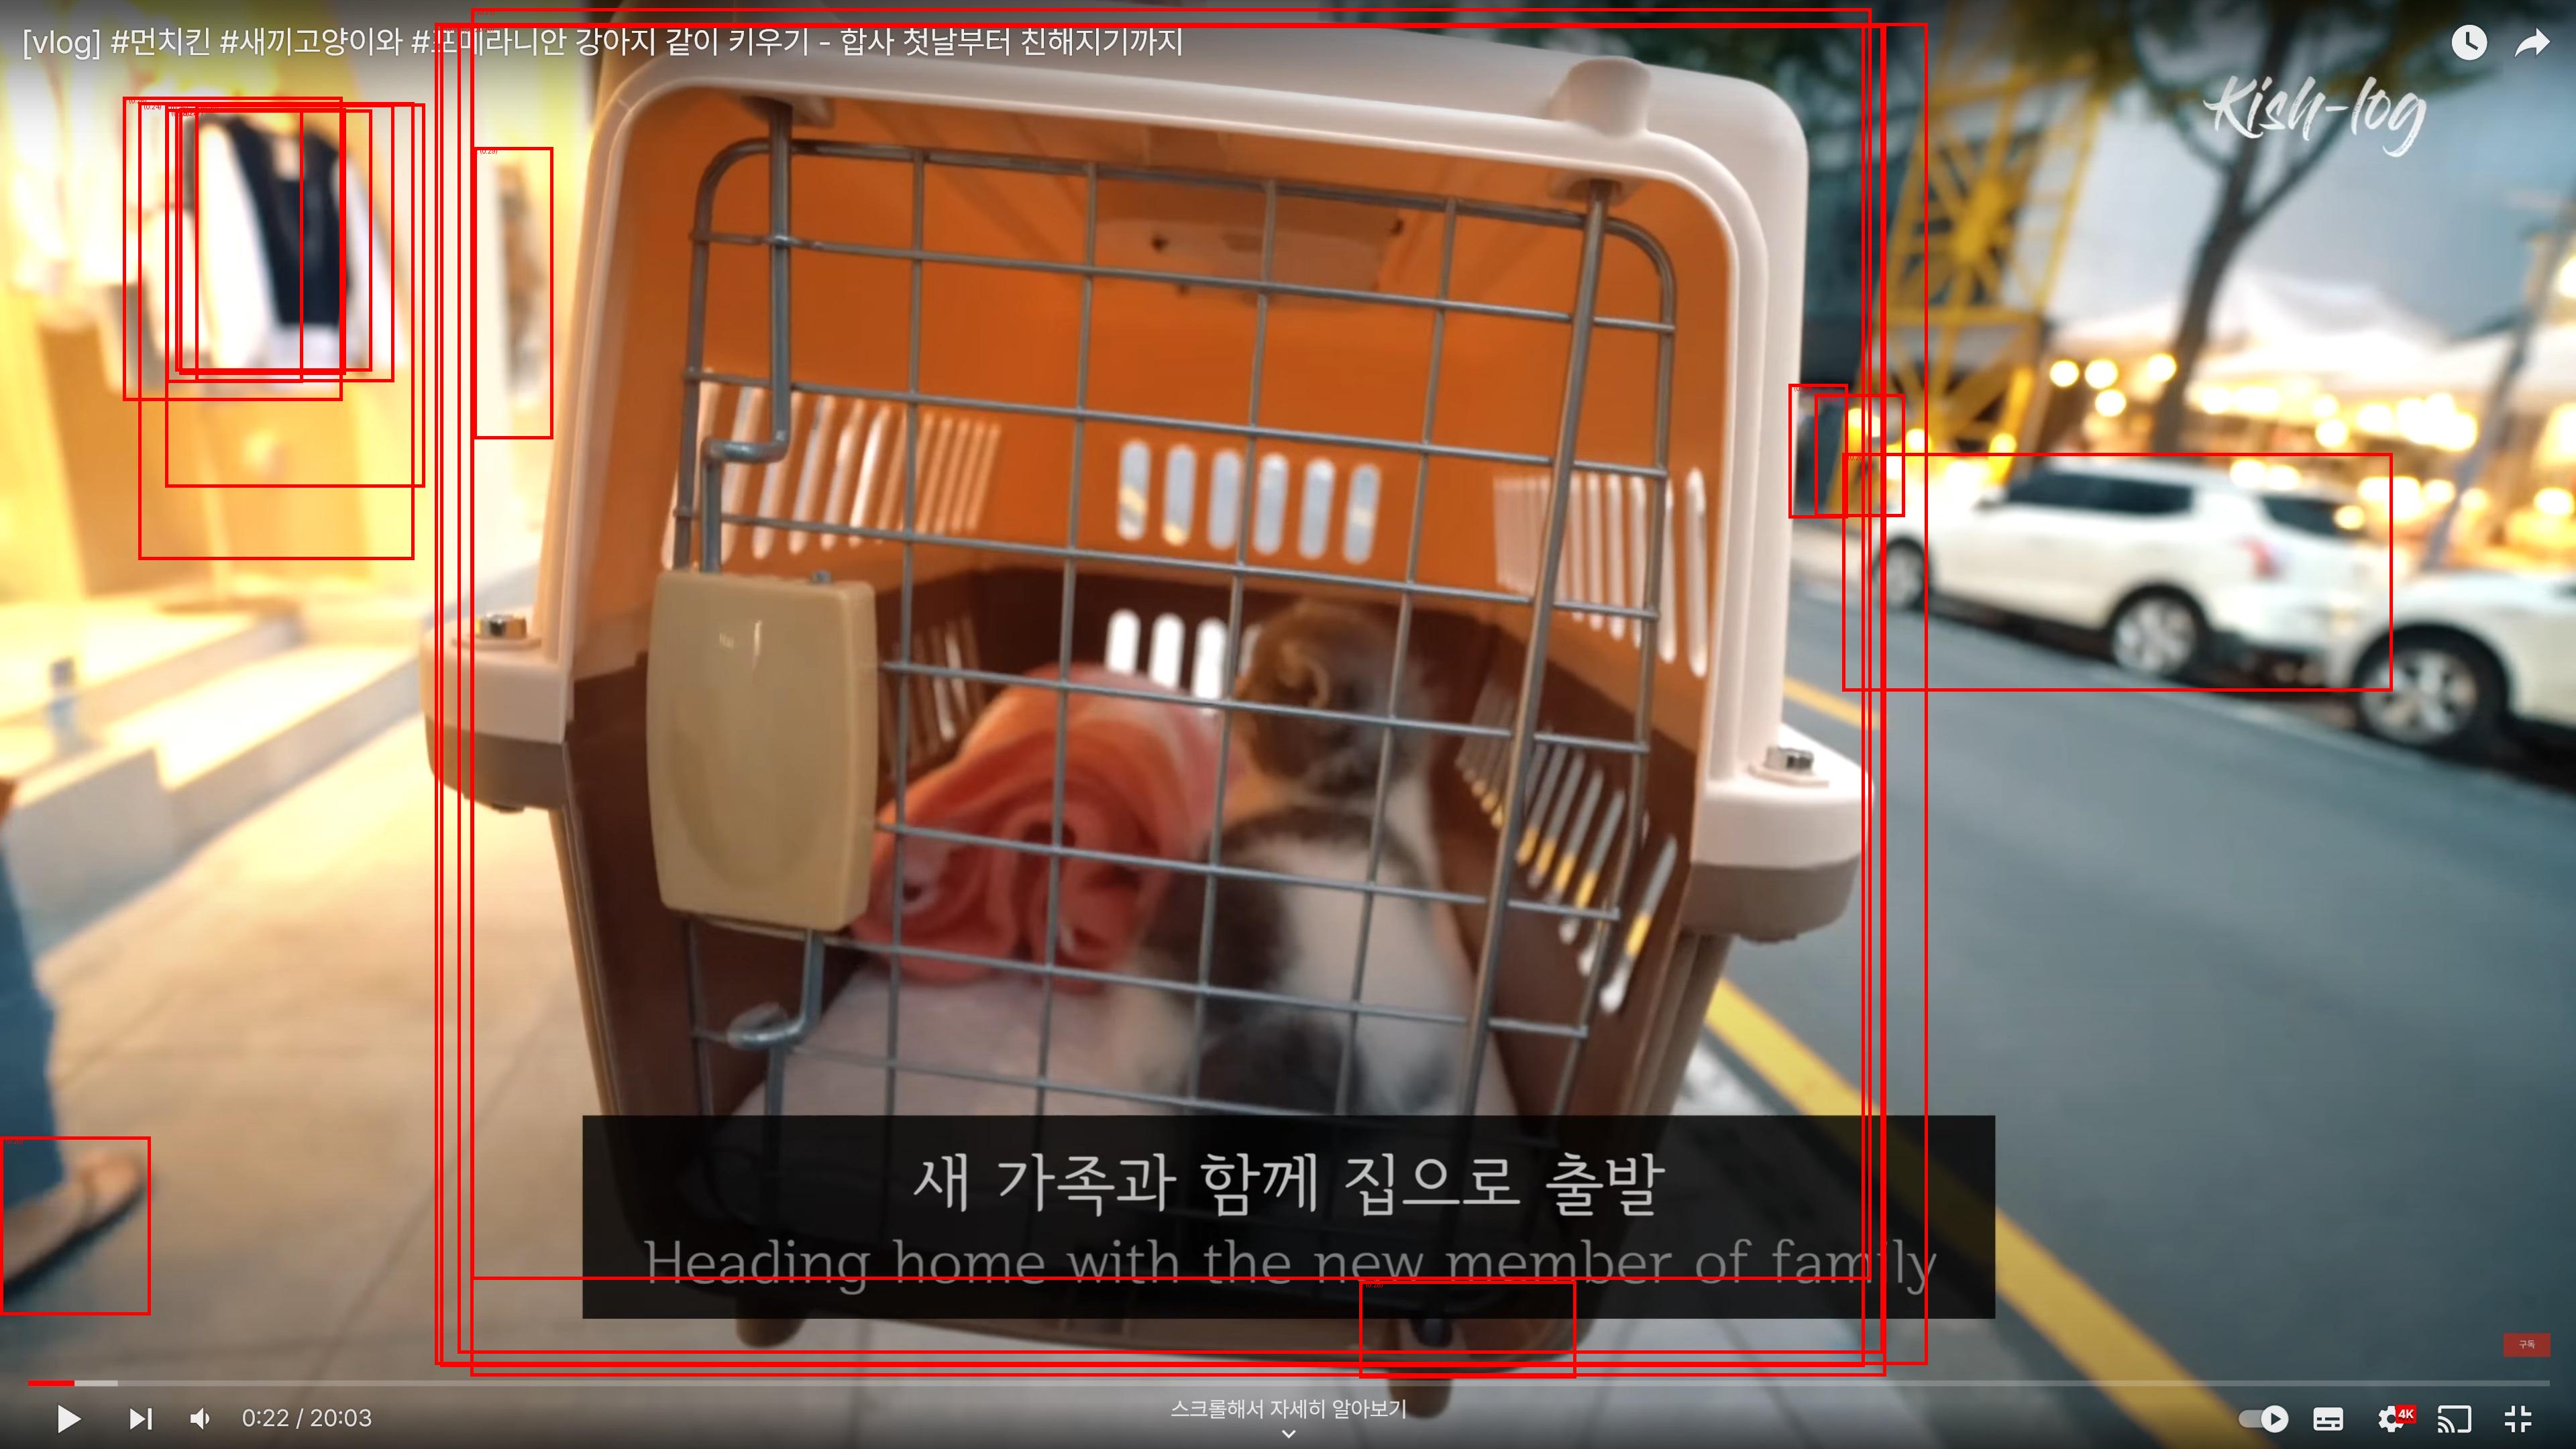 [vlog] #먼치킨 #새끼고양이와 #포메라니안 강아지 같이 키우기 - 합사 첫날부터 친해지기까지
Kish-log
새 가족과 함께 집으로 출발
Heading home with the new member of family
구독
0:22 / 20:03
스크롤해서 자세히 알아보기
4K